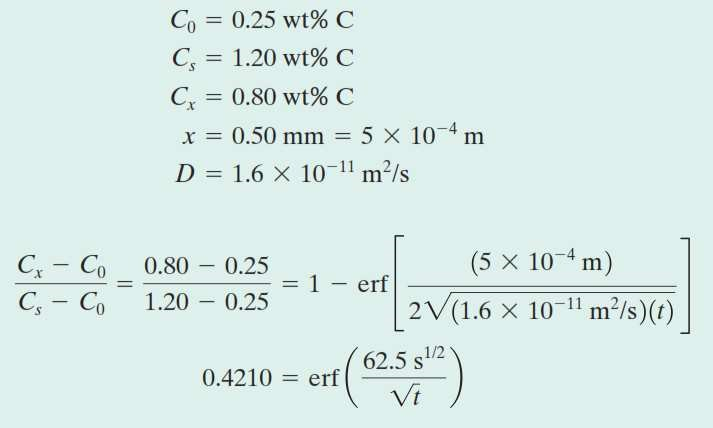 C₀ = 0.25 wt% C
Cₛ = 1.20 wt% C
Cₓ = 0.80 wt% C
x = 0.50 mm = 5 × 10⁻⁴ m
D = 1.6 × 10⁻¹¹ m²/s
(Cₓ − C₀)/(Cₛ − C₀) = (0.80 − 0.25)/(1.20 − 0.25) = 1 − erf[(5 × 10⁻⁴ m)/(2√((1.6 × 10⁻¹¹ m²/s)(t)))]
0.4210 = erf(62.5 s^(1/2)/√t)